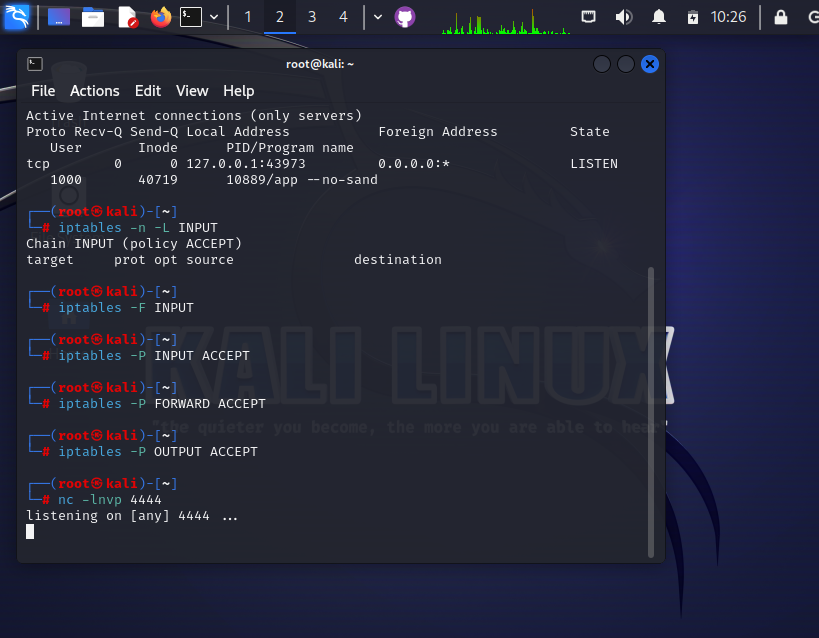 1 2 3 4 10:26
root@kali: ~
File Actions Edit View Help
Active Internet connections (only servers)
Proto Recv-Q Send-Q Local Address Foreign Address State
User Inode PID/Program name
tcp 0 0 127.0.0.1:43973 0.0.0.0:* LISTEN
1000 40719 10889/app --no-sand
┌──(root㉿kali)-[~]
└─# iptables -n -L INPUT
Chain INPUT (policy ACCEPT)
target prot opt source destination
┌──(root㉿kali)-[~]
└─# iptables -F INPUT
┌──(root㉿kali)-[~]
└─# iptables -P INPUT ACCEPT
┌──(root㉿kali)-[~]
└─# iptables -P FORWARD ACCEPT
┌──(root㉿kali)-[~]
└─# iptables -P OUTPUT ACCEPT
┌──(root㉿kali)-[~]
└─# nc -lnvp 4444
listening on [any] 4444 ...
KALI LINUX
"the quieter you become, the more you are able to hear"